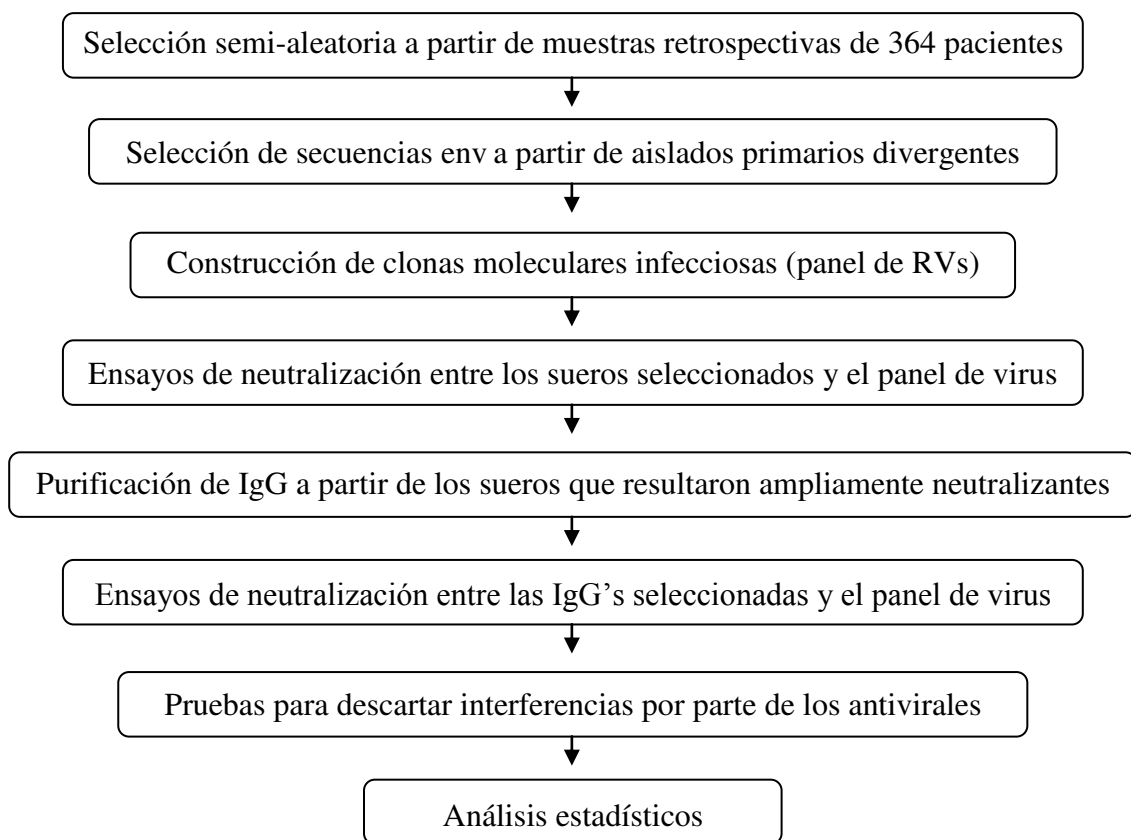 Selección semi-aleatoria a partir de muestras retrospectivas de 364 pacientes
Selección de secuencias env a partir de aislados primarios divergentes
Construcción de clonas moleculares infecciosas (panel de RVs)
Ensayos de neutralización entre los sueros seleccionados y el panel de virus
Purificación de IgG a partir de los sueros que resultaron ampliamente neutralizantes
Ensayos de neutralización entre las IgG’s seleccionadas y el panel de virus
Pruebas para descartar interferencias por parte de los antivirales
Análisis estadísticos